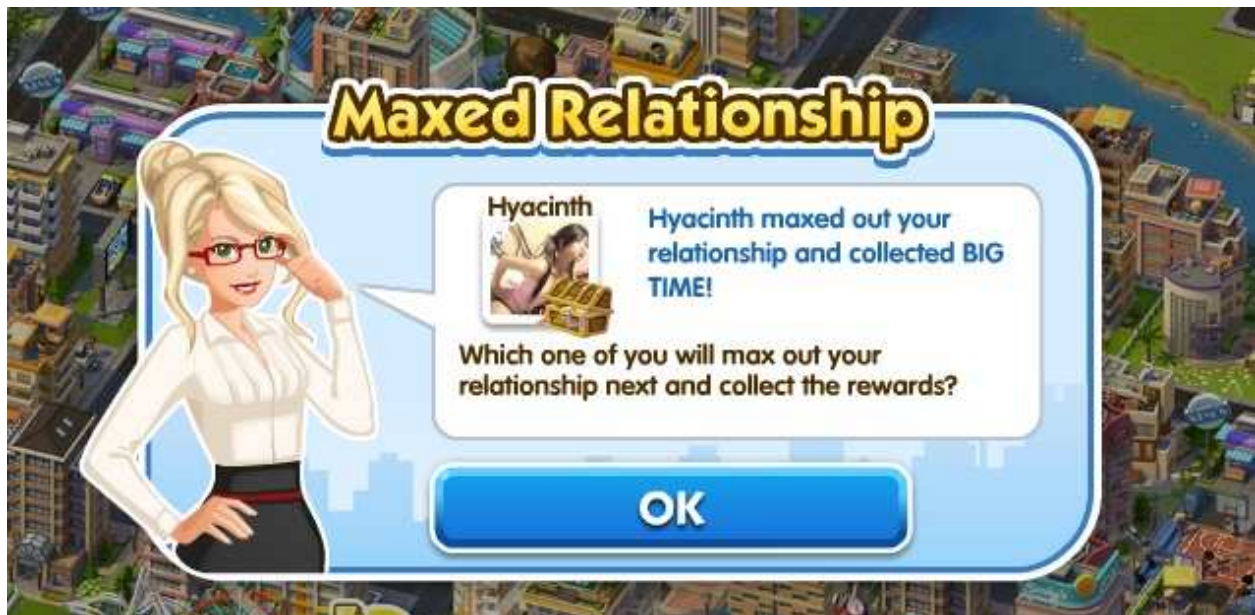 Maxed Relationship
Hyacinth
Hyacinth maxed out your
relationship and collected BIG
TIME!
Which one of you will max out your
relationship next and collect the rewards?
OK